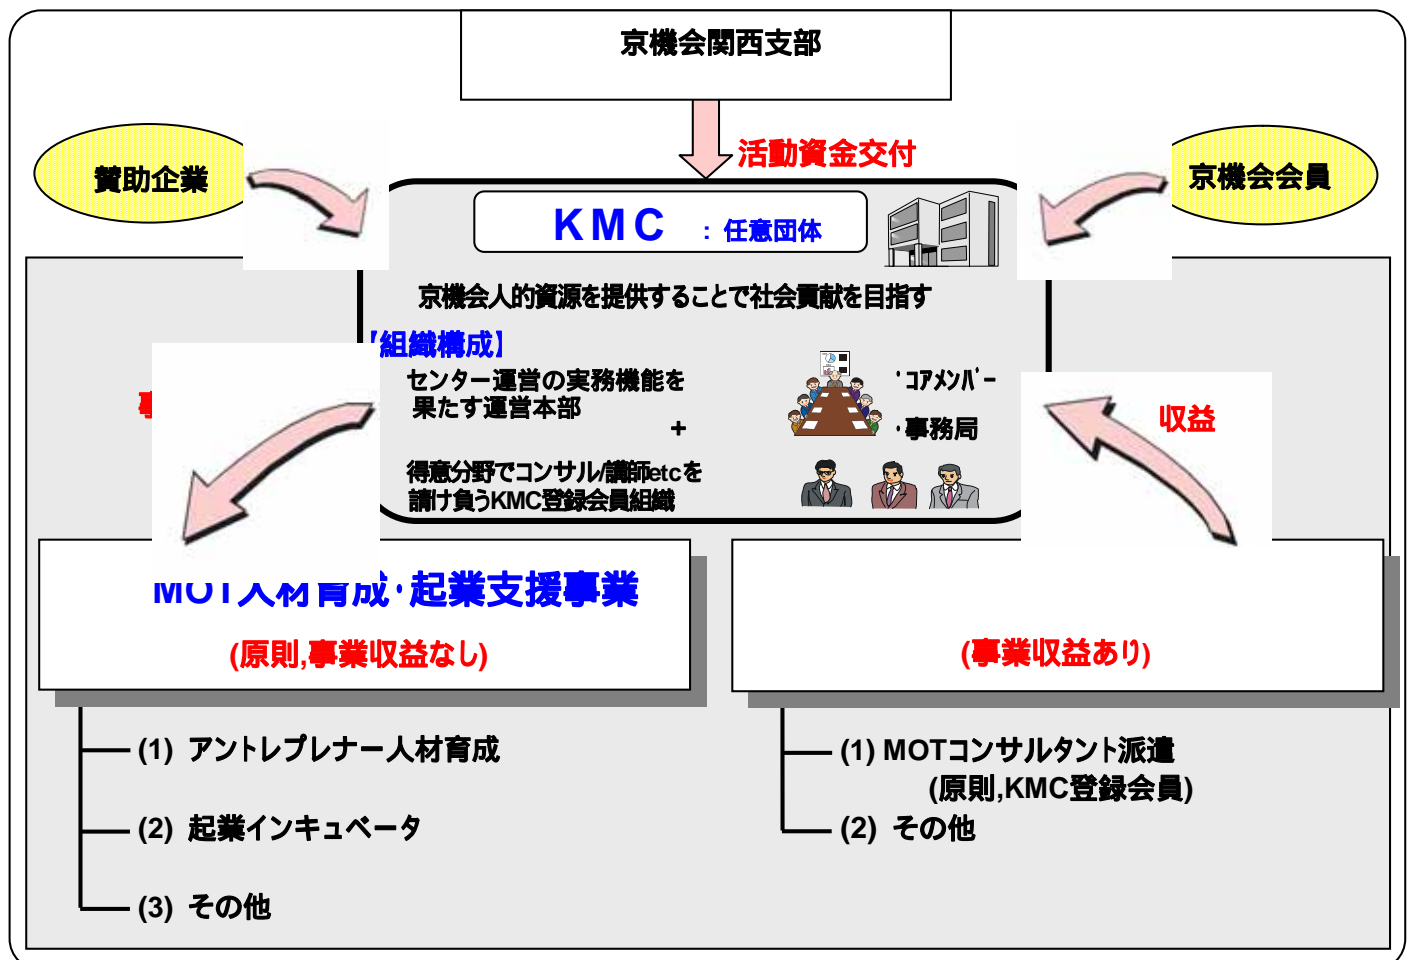 京機会関西支部
活動資金交付
賛助企業
京機会会員
KMC : 任意団体
京機会人的資源を提供することで社会貢献を目指す
【組織構成】
センター運営の実務機能を
果たす運営本部
+
・コアメンバー
・事務局
得意分野でコンサル/講師etcを
請け負うKMC登録会員組織
収益
MOT人材育成・起業支援事業
(原則,事業収益なし)
(事業収益あり)
(1) アントレプレナー人材育成
(2) 起業インキュベータ
(3) その他
(1) MOTコンサルタント派遣
(原則,KMC登録会員)
(2) その他